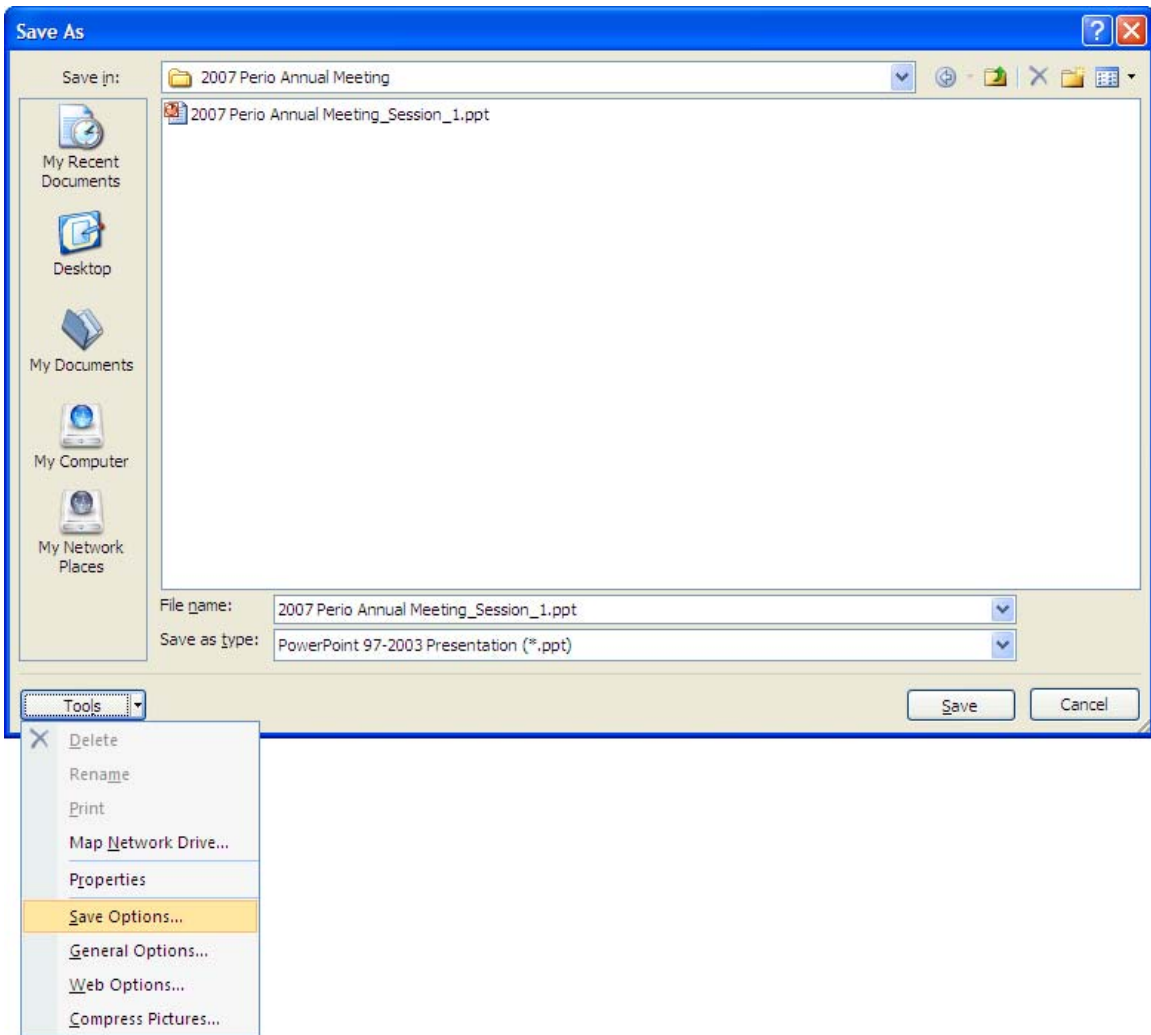 Save As
Save in:
2007 Perio Annual Meeting
2007 Perio Annual Meeting_Session_1.ppt
My Recent
Documents
Desktop
My Documents
My Computer
My Network
Places
File name:
2007 Perio Annual Meeting_Session_1.ppt
Save as type:
PowerPoint 97-2003 Presentation (*.ppt)
Tools
Save
Cancel
Delete
Rename
Print
Map Network Drive...
Properties
Save Options...
General Options...
Web Options...
Compress Pictures...